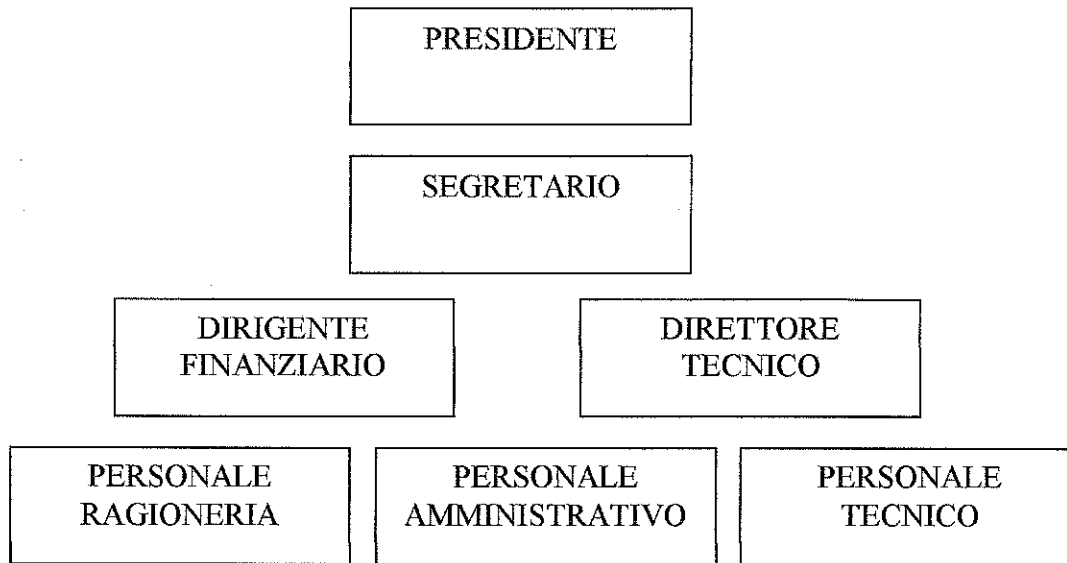 PRESIDENTE
SEGRETARIO
DIRIGENTE
FINANZIARIO
DIRETTORE
TECNICO
PERSONALE
RAGIONERIA
PERSONALE
AMMINISTRATIVO
PERSONALE
TECNICO